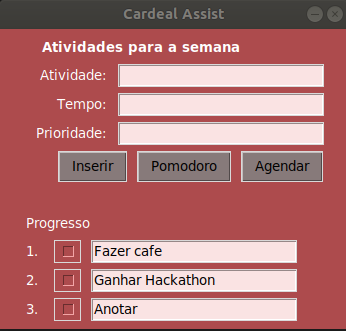 Cardeal Assist
Atividades para a semana
Atividade:
Tempo:
Prioridade:
Inserir Pomodoro Agendar
Progresso
1. Fazer cafe
2. Ganhar Hackathon
3. Anotar